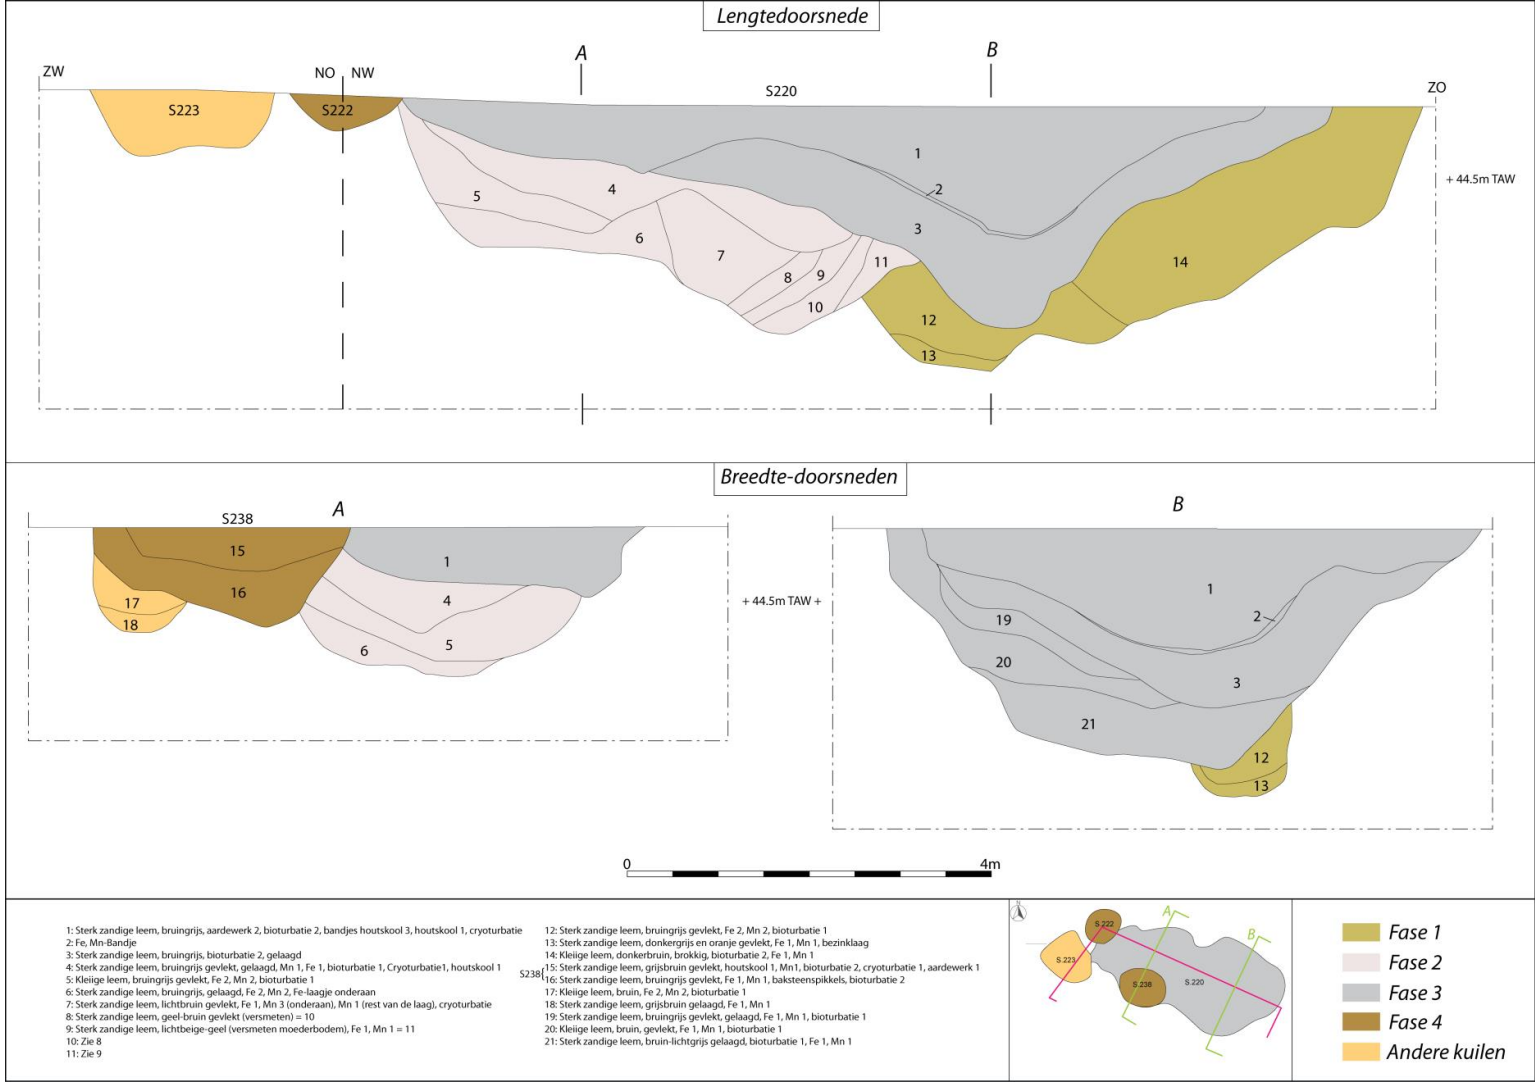 Lengtedoorsnede
A
B
ZW
NO
NW
S220
ZO
S223
S222
1
2
+ 44.5m TAW
5
4
3
6
7
11
14
8
9
10
12
13
Breedte-doorsneden
A
B
S238
15
1
16
4
17
18
5
6
+ 44.5m TAW +
1
2
19
20
3
21
12
13
0
4m
1: Sterk zandige leem, bruingrijs, aardewerk 2, bioturbatie 2, bandjes houtskool 3, houtskool 1, cryoturbatie
2: Fe, Mn-Bandje
3: Sterk zandige leem, bruingrijs, bioturbatie 2, gelaagd
4: Sterk zandige leem, bruingrijs gevlekt, gelaagd, Mn 1, Fe 1, bioturbatie 1, Cryoturbatie1, houtskool 1
5: Kleiige leem, bruingrijs gevlekt, Fe 2, Mn 2, bioturbatie 1
6: Sterk zandige leem, bruingrijs, gelaagd, Fe 2, Mn 2, Fe-laagje onderaan
7: Sterk zandige leem, lichtbruin gevlekt, Fe 1, Mn 3 (onderaan), Mn 1 (rest van de laag), cryoturbatie
8: Sterk zandige leem, geel-bruin gevlekt (versmeten) = 10
9: Sterk zandige leem, lichtbeige-geel (versmeten moederbodem), Fe 1, Mn 1 = 11
10: Zie 8
11: Zie 9
12: Sterk zandige leem, bruingrijs gevlekt, Fe 2, Mn 2, bioturbatie 1
13: Sterk zandige leem, donkergrijs en oranje gevlekt, Fe 1, Mn 1, bezinklaag
14: Kleiige leem, donkerbruin, brokkig, bioturbatie 2, Fe 1, Mn 1
S238{
15: Sterk zandige leem, grijsbruin gevlekt, houtskool 1, Mn1, bioturbatie 2, cryoturbatie 1, aardewerk 1
16: Sterk zandige leem, bruingrijs gevlekt, Fe 1, Mn 1, baksteenspikkels, bioturbatie 2
17: Kleiige leem, bruin, Fe 2, Mn 2, bioturbatie 1
18: Sterk zandige leem, grijsbruin gelaagd, Fe 1, Mn 1
19: Sterk zandige leem, bruingrijs gevlekt, gelaagd, Fe 1, Mn 1, bioturbatie 1
20: Kleiige leem, bruin, gevlekt, Fe 1, Mn 1, bioturbatie 1
21: Sterk zandige leem, bruin-lichtgrijs gelaagd, bioturbatie 1, Fe 1, Mn 1
N
A
S.222
B
S.223
S.238
S.220
Fase 1
Fase 2
Fase 3
Fase 4
Andere kuilen